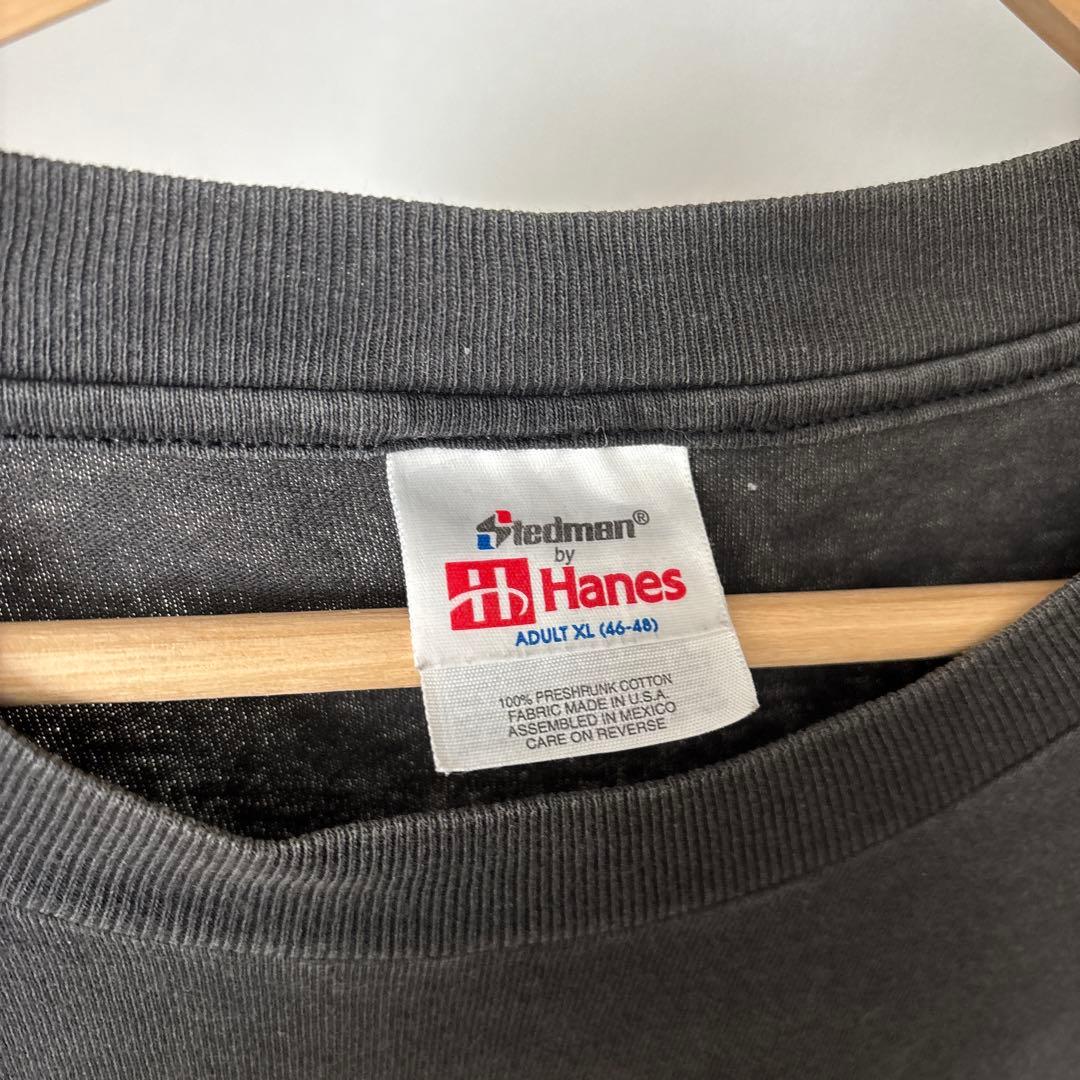 Stedman®
by
H Hanes
ADULT XL (46-48)
100% PRESHRUNK COTTON
FABRIC MADE IN U.S.A.
ASSEMBLED IN MEXICO
CARE ON REVERSE